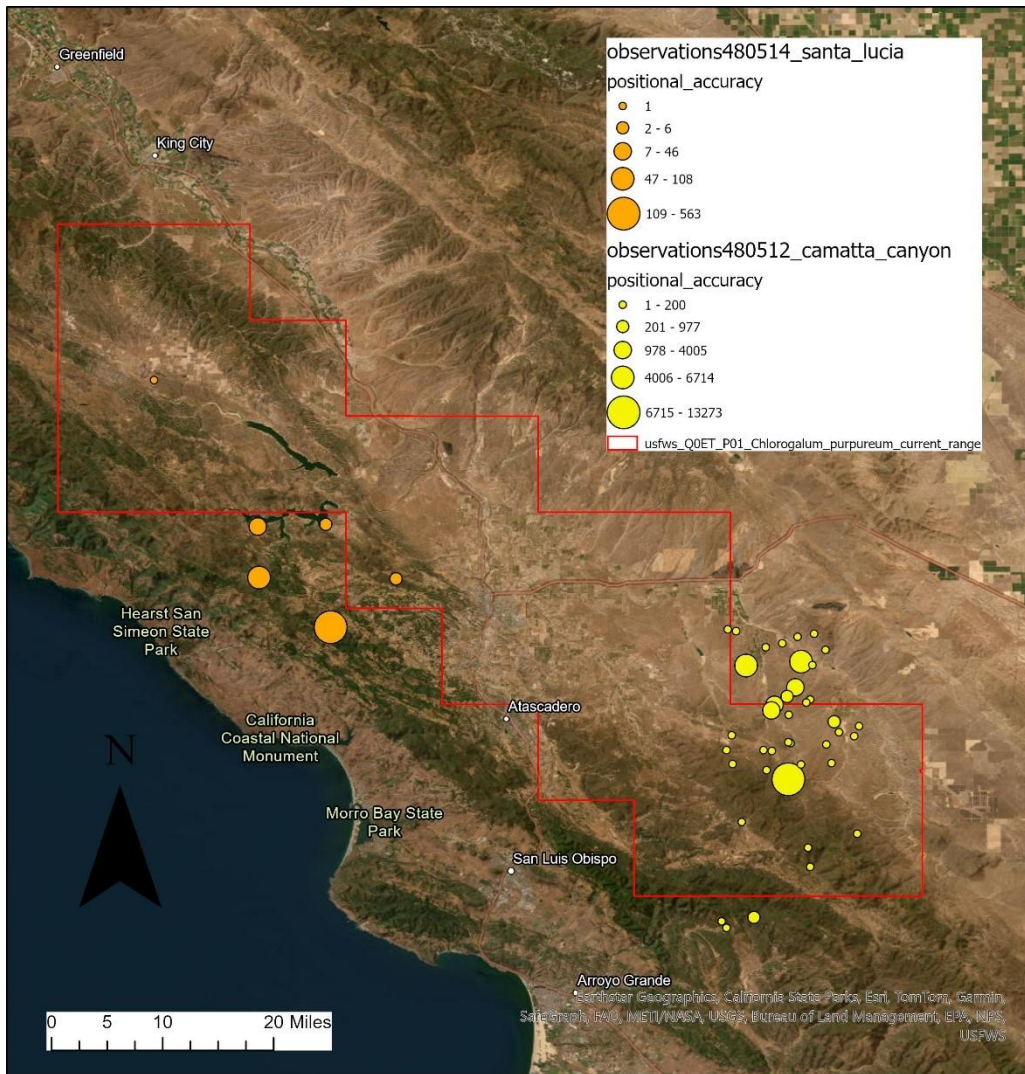 Greenfield
King City
observations480514_santa_lucia
positional_accuracy
1
2 - 6
7 - 46
47 - 108
109 - 563
observations480512_camatta_canyon
positional_accuracy
1 - 200
201 - 977
978 - 4005
4006 - 6714
6715 - 13273
usfws_Q0ET_P01_Chlorogalum_purpureum_current_range
Hearst San
Simeon State
Park
California
Coastal National
Monument
Atascadero
N
Morro Bay State
Park
San Luis Obispo
Arroyo Grande
Earthstar Geographics, California State Parks, Esri, TomTom, Garmin,
SafeGraph, FAO, METI/NASA, USGS, Bureau of Land Management, EPA, NPS,
USFWS
0 5 10 20 Miles